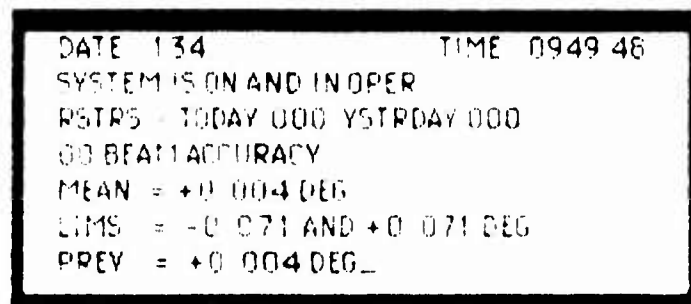 DATE 134 TIME 0949 48
SYSTEM IS ON AND IN OPER
RSTRS - TODAY 000 YSTRDAY 000
00 BEAM ACCURACY
MEAN = +0 004 DEG
LIMS = -0 071 AND +0 071 DEG
PREV = +0 004 DEG_